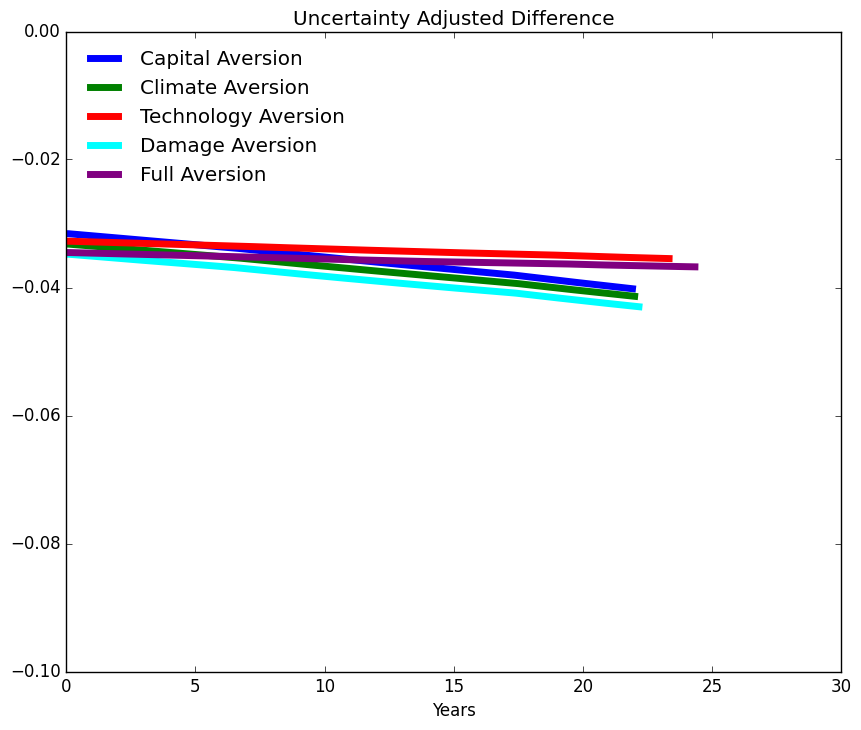 Uncertainty Adjusted Difference
0.00
Capital Aversion
Climate Aversion
Technology Aversion
Damage Aversion
Full Aversion
−0.02
−0.04
−0.06
−0.08
−0.10
0 5 10 15 20 25 30
Years